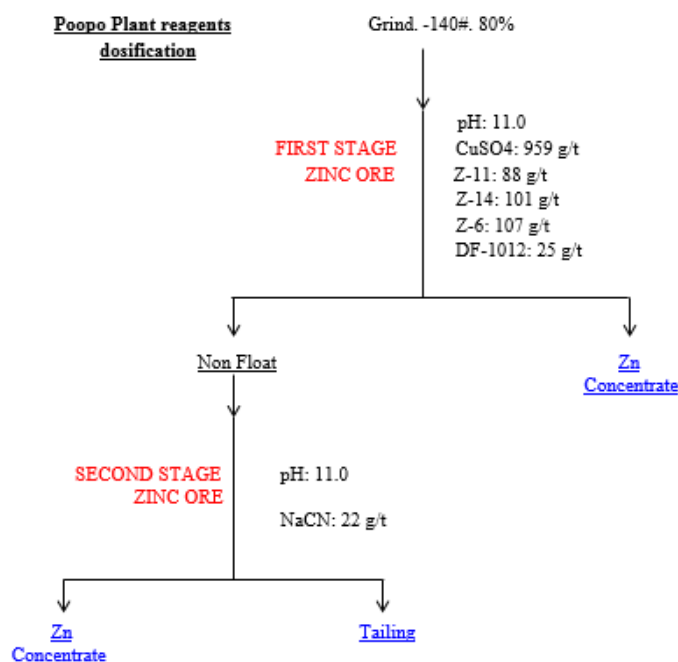 Poopo Plant reagents
dosification
Grind. -140#. 80%
FIRST STAGE
ZINC ORE
pH: 11.0
CuSO4: 959 g/t
Z-11: 88 g/t
Z-14: 101 g/t
Z-6: 107 g/t
DF-1012: 25 g/t
Non Float
Zn
Concentrate
SECOND STAGE
ZINC ORE
pH: 11.0
NaCN: 22 g/t
Zn
Concentrate
Tailing